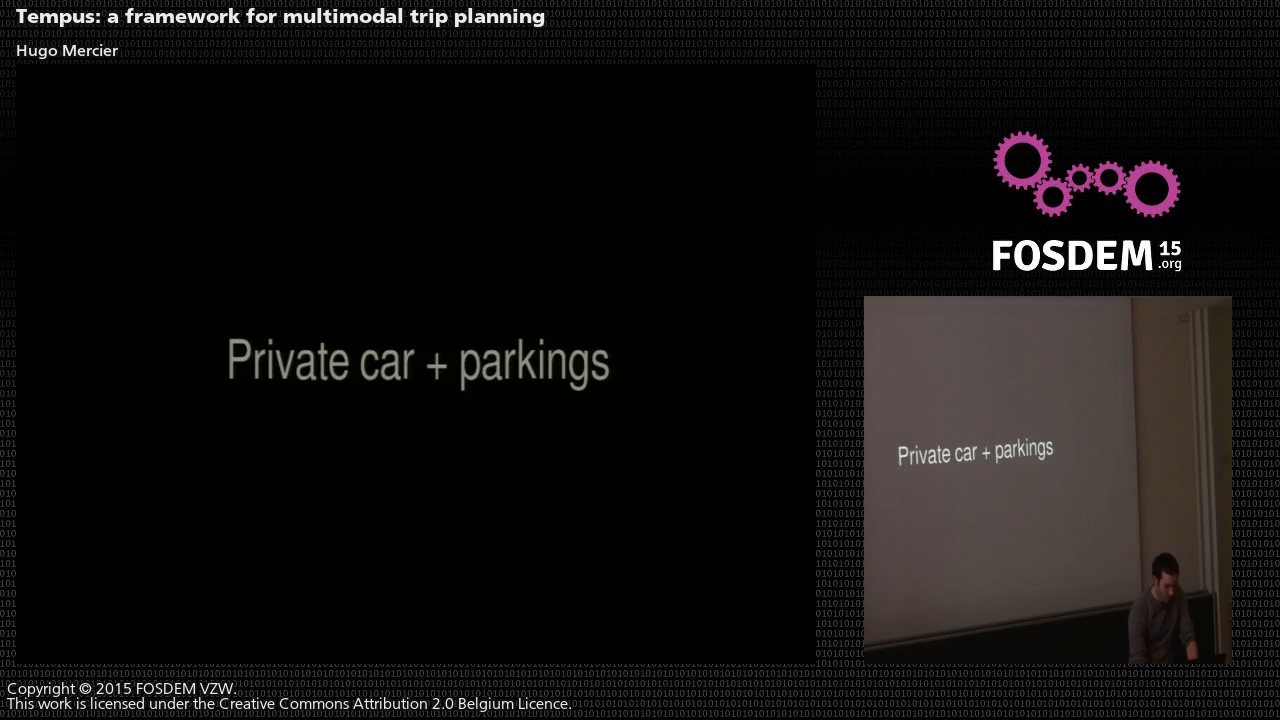 Tempus: a framework for multimodal trip planning
Hugo Mercier
Private car + parkings
FOSDEM 15
.org
Private car + parkings
Copyright © 2015 FOSDEM VZW.
This work is licensed under the Creative Commons Attribution 2.0 Belgium Licence.